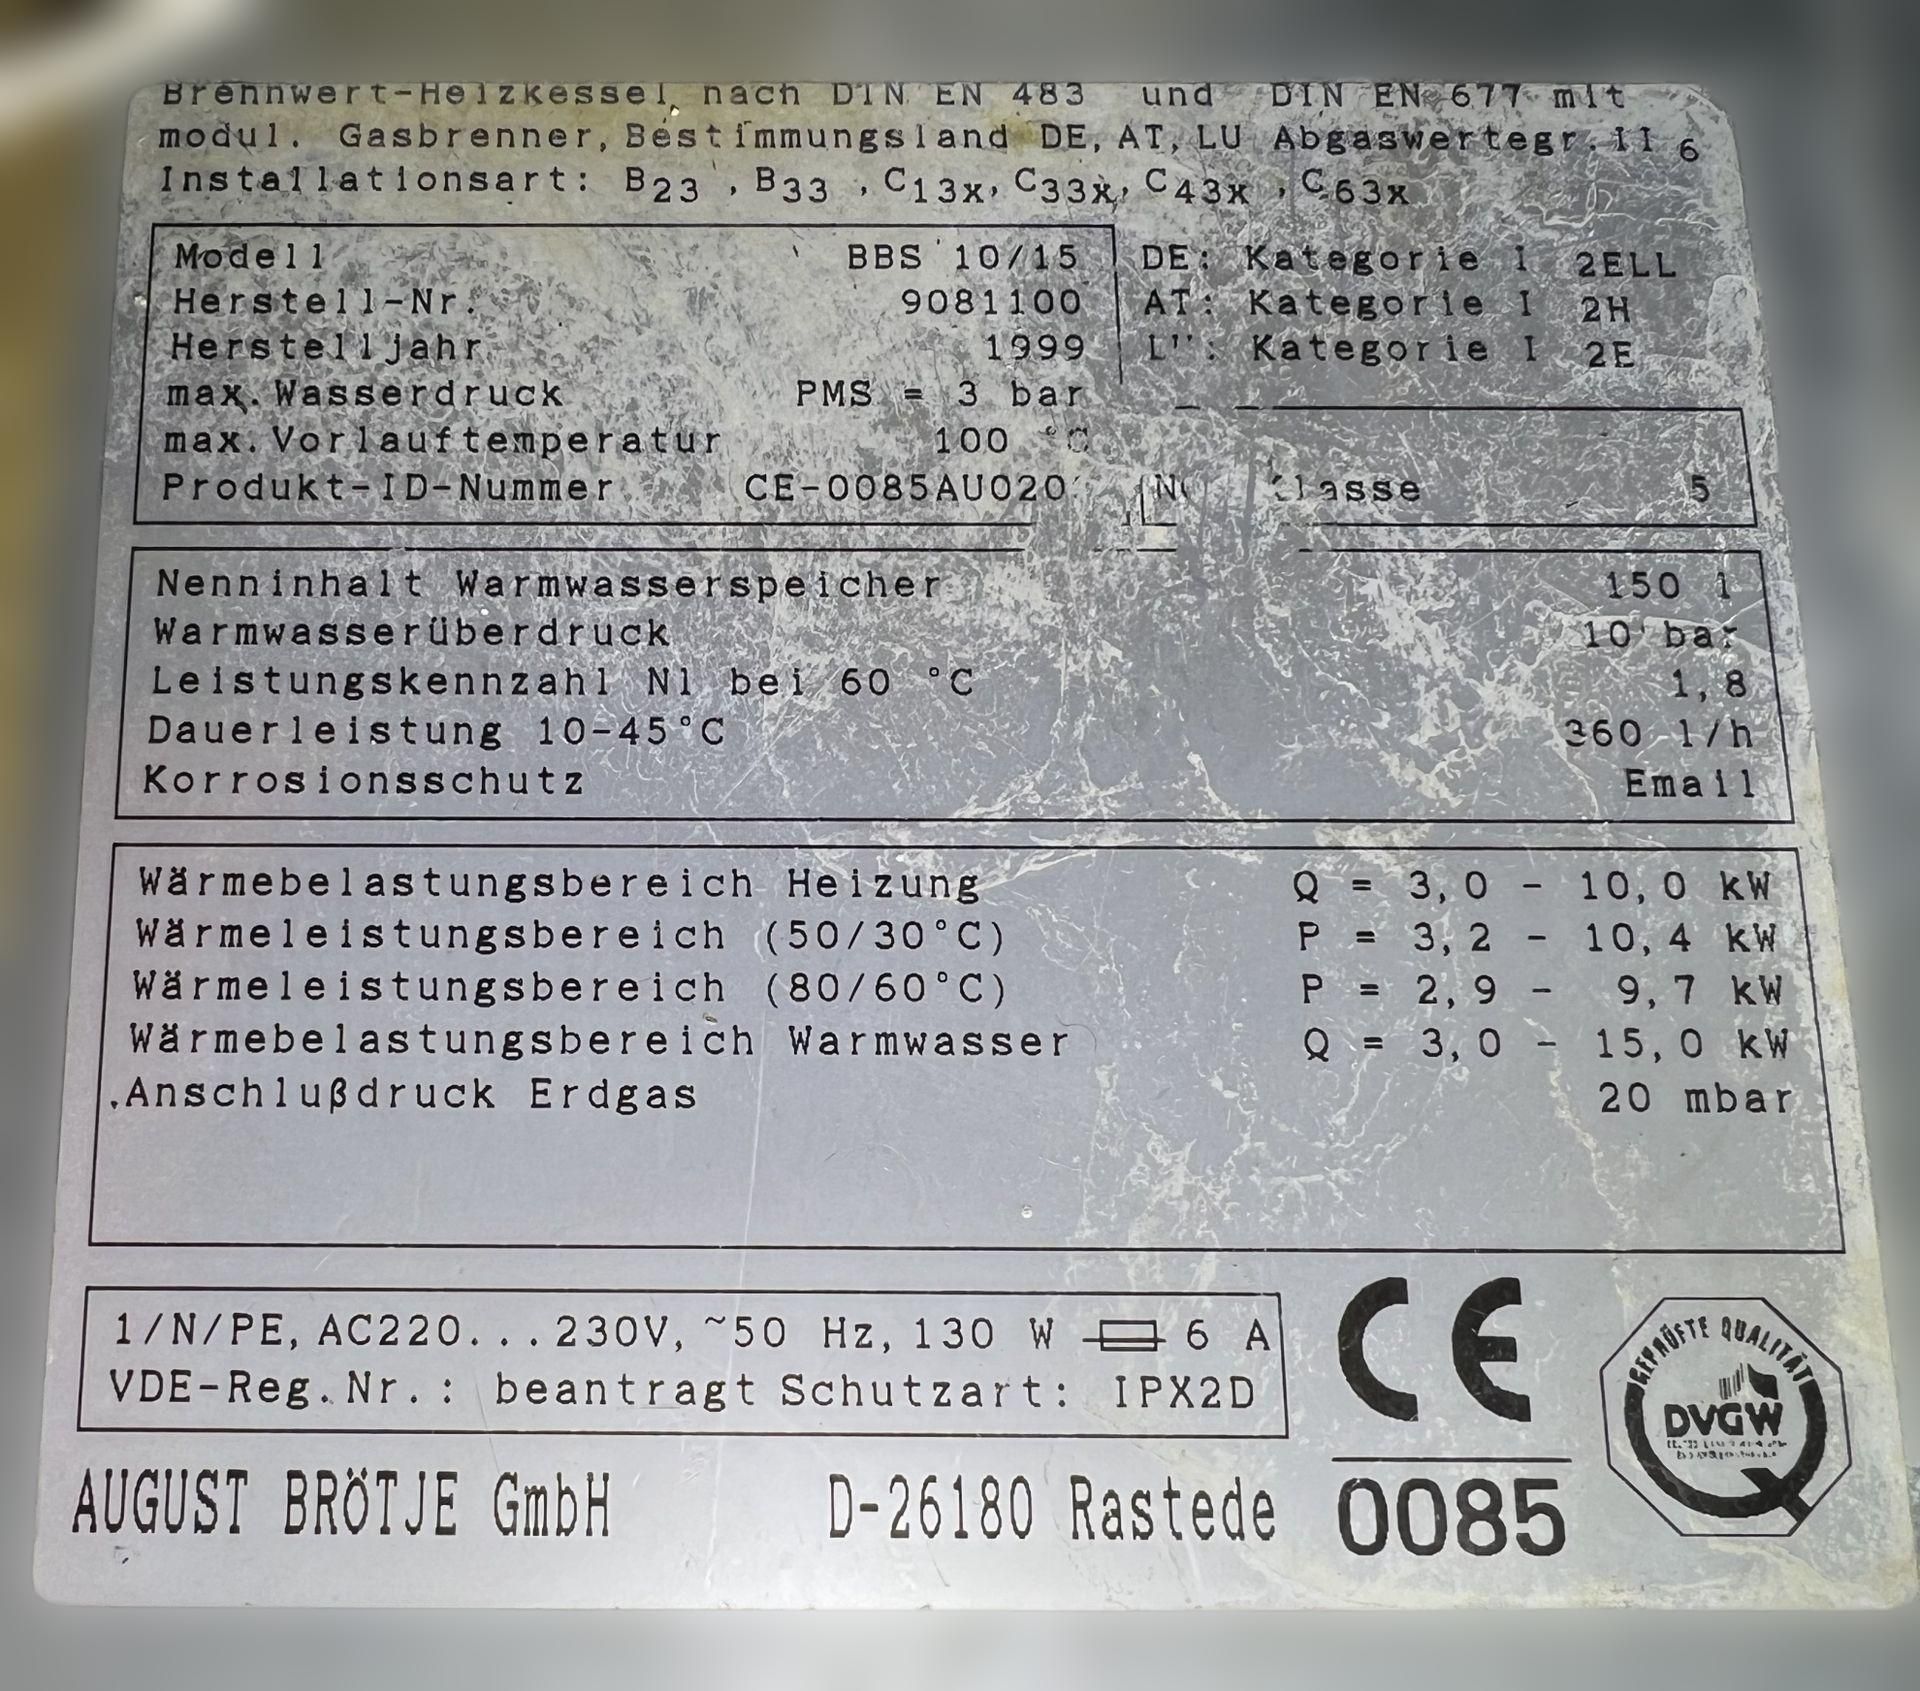 Brennwert-Heizkessel nach DIN EN 483 und DIN EN 677 mit
modul. Gasbrenner, Bestimmungsland DE, AT, LU Abgaswertegr. II 6
Installationsart: B23 , B33 , C13x, C33x, C43x , C63x
Modell BBS 10/15
Herstell-Nr. 9081100
Herstelljahr 1999
max. Wasserdruck PMS = 3 bar
max. Vorlauftemperatur 100 °C
Produkt-ID-Nummer CE-0085AU020
DE: Kategorie I 2ELL
AT: Kategorie I 2H
Kategorie I 2E
5
Nenninhalt Warmwasserspeicher 150 l
Warmwasserüberdruck 10 bar
Leistungskennzahl Nl bei 60 °C 1,8
Dauerleistung 10-45°C 360 l/h
Korrosionsschutz Email
Wärmebelastungsbereich Heizung Q = 3,0 - 10,0 kW
Wärmeleistungsbereich (50/30°C) P = 3,2 - 10,4 kW
Wärmeleistungsbereich (80/60°C) P = 2,9 - 9,7 kW
Wärmebelastungsbereich Warmwasser Q = 3,0 - 15,0 kW
Anschlußdruck Erdgas 20 mbar
1/N/PE, AC220...230V, ~50 Hz, 130 W 6 A
VDE-Reg.Nr.: beantragt Schutzart: IPX2D
AUGUST BRÖTJE GmbH D-26180 Rastede
CE
0085
GEPRÜFTE QUALITÄT
DVGW